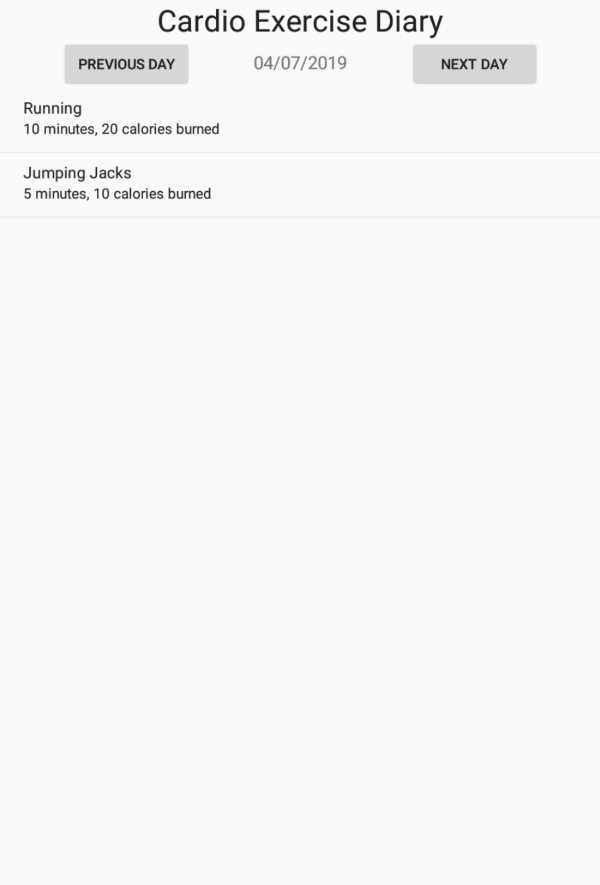 Cardio Exercise Diary
PREVIOUS DAY 04/07/2019 NEXT DAY
Running
10 minutes, 20 calories burned
Jumping Jacks
5 minutes, 10 calories burned